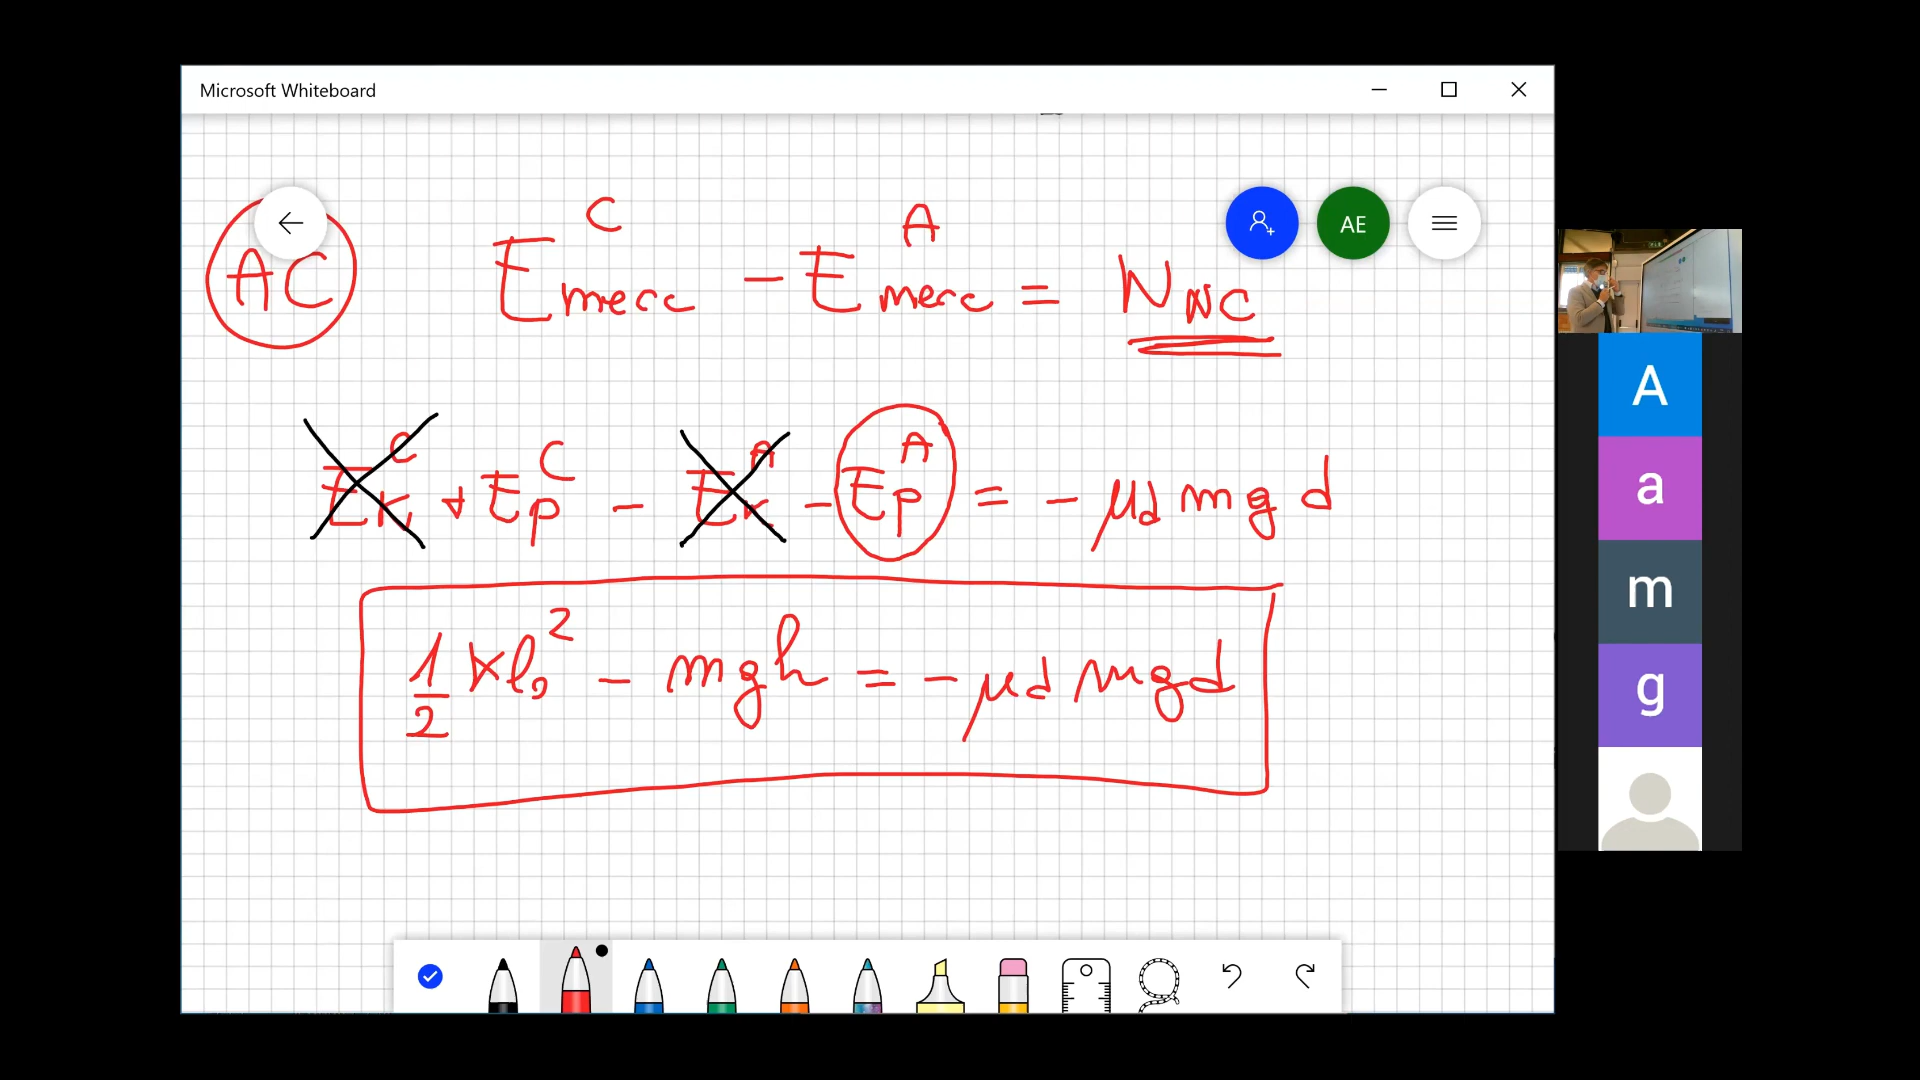 Microsoft Whiteboard
AC E^C_mecc - E^A_mecc = W_NC
AE
E^C_K + E^C_p - E^A_K - E^A_p = - μ_d m g d
1/2 k l_0^2 - m g h = - μ_d m g d
A
a
m
g